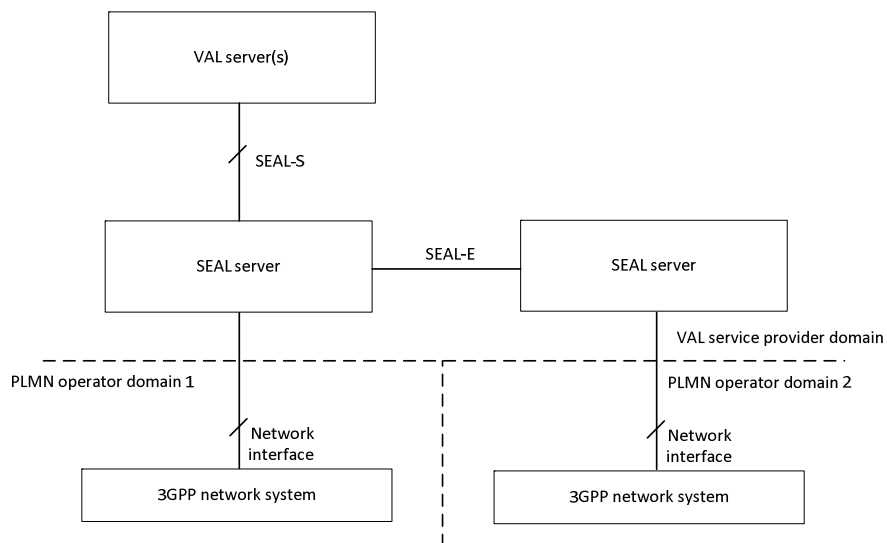 VAL server(s)
SEAL-S
SEAL server
SEAL-E
SEAL server
VAL service provider domain
PLMN operator domain 1
PLMN operator domain 2
Network
interface
Network
interface
3GPP network system
3GPP network system